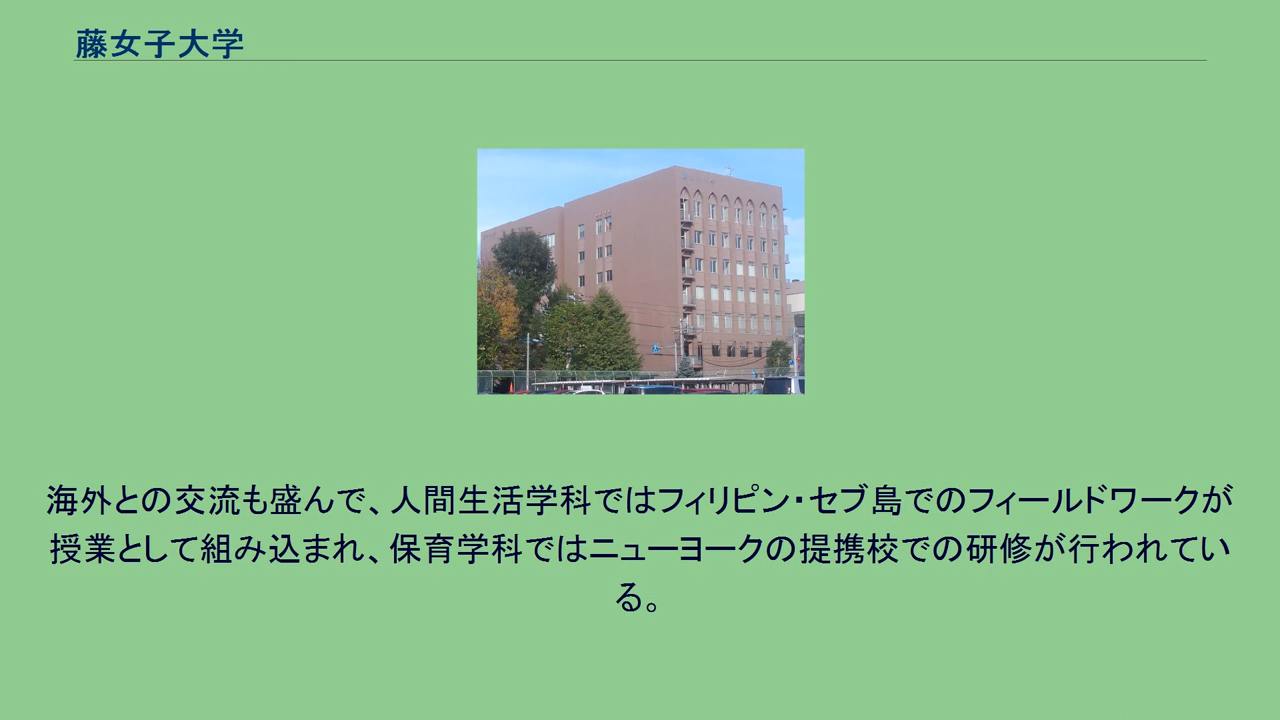 藤女子大学
海外との交流も盛んで、人間生活学科ではフィリピン・セブ島でのフィールドワークが
授業として組み込まれ、保育学科ではニューヨークの提携校での研修が行われてい
る。